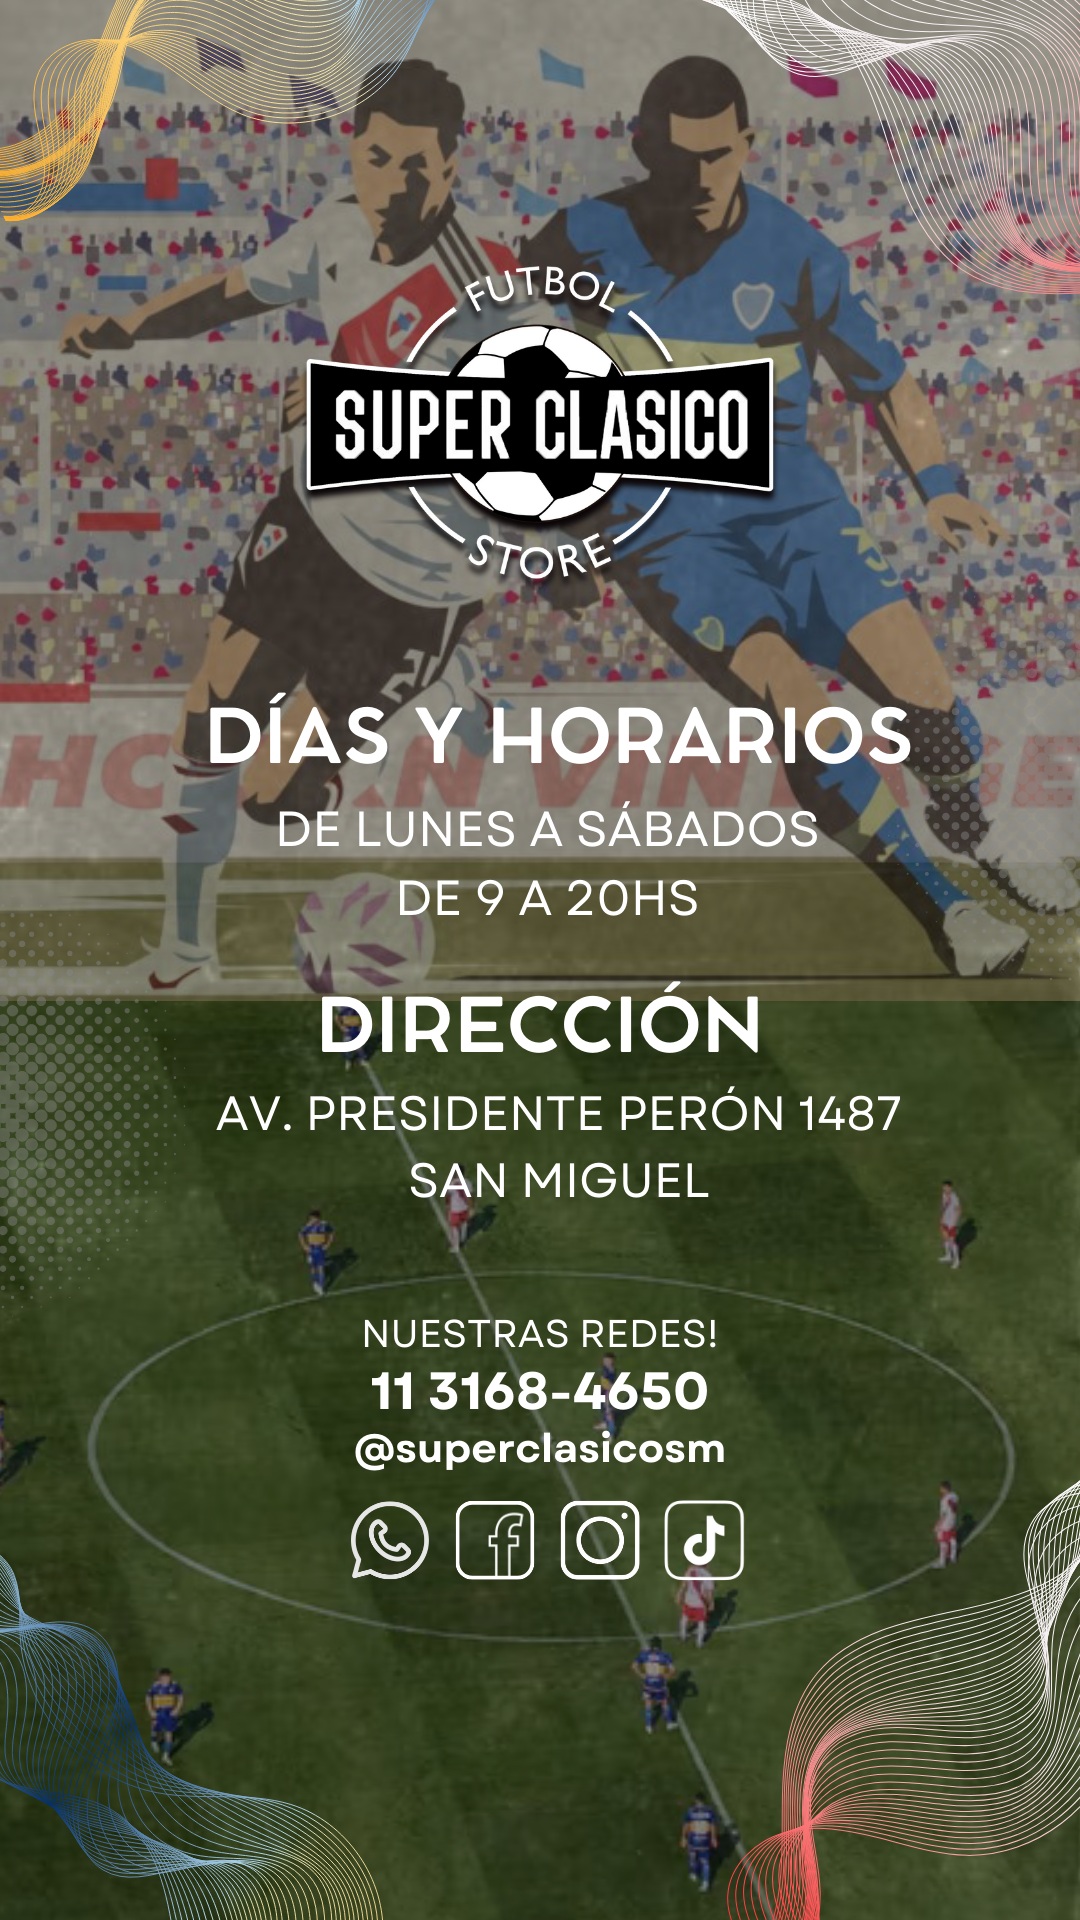 FUTBOL
SUPER CLASICO
STORE
DÍAS Y HORARIOS
DE LUNES A SÁBADOS
DE 9 A 20HS
DIRECCIÓN
AV. PRESIDENTE PERÓN 1487
SAN MIGUEL
NUESTRAS REDES!
11 3168-4650
@superclasicosm